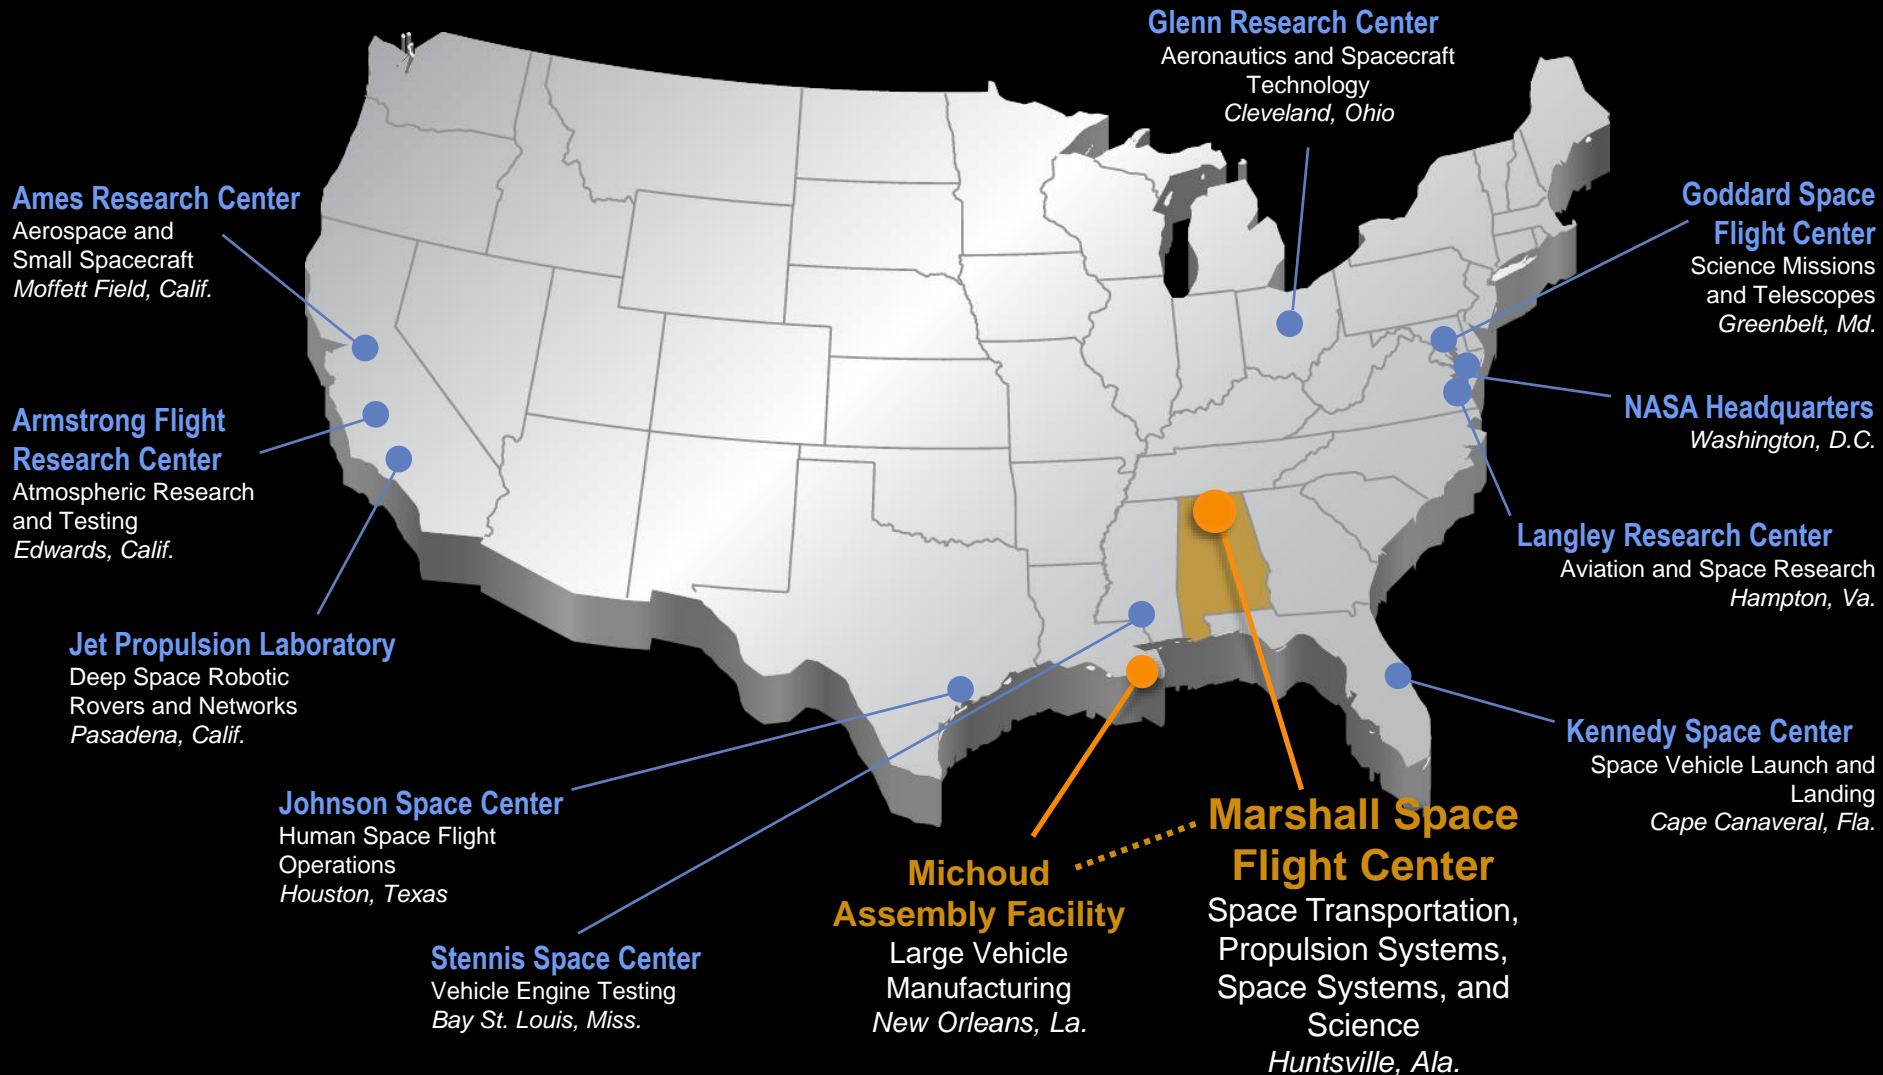 Glenn Research Center
Aeronautics and Spacecraft
Technology
Cleveland, Ohio
Ames Research Center
Aerospace and
Small Spacecraft
Moffett Field, Calif.
Goddard Space
Flight Center
Science Missions
and Telescopes
Greenbelt, Md.
Armstrong Flight
Research Center
Atmospheric Research
and Testing
Edwards, Calif.
NASA Headquarters
Washington, D.C.
Langley Research Center
Aviation and Space Research
Hampton, Va.
Jet Propulsion Laboratory
Deep Space Robotic
Rovers and Networks
Pasadena, Calif.
Kennedy Space Center
Space Vehicle Launch and
Landing
Cape Canaveral, Fla.
Johnson Space Center
Human Space Flight
Operations
Houston, Texas
Stennis Space Center
Vehicle Engine Testing
Bay St. Louis, Miss.
Michoud
Assembly Facility
Large Vehicle
Manufacturing
New Orleans, La.
Marshall Space
Flight Center
Space Transportation,
Propulsion Systems,
Space Systems, and
Science
Huntsville, Ala.